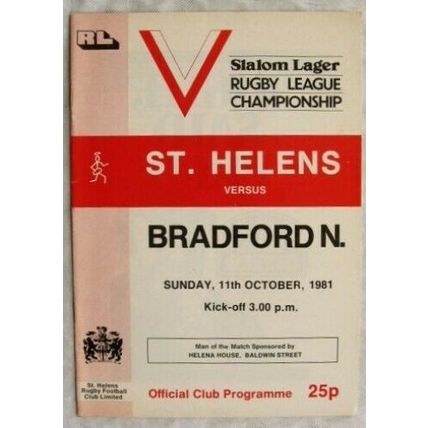 RL
V
Slalom Lager
RUGBY LEAGUE
CHAMPIONSHIP
ST. HELENS
VERSUS
BRADFORD N.
SUNDAY, 11th OCTOBER, 1981
Kick-off 3.00 p.m.
Man of the Match Sponsored by
HELENA HOUSE, BALDWIN STREET
St. Helens
Rugby Football
Club Limited
Official Club Programme 25p